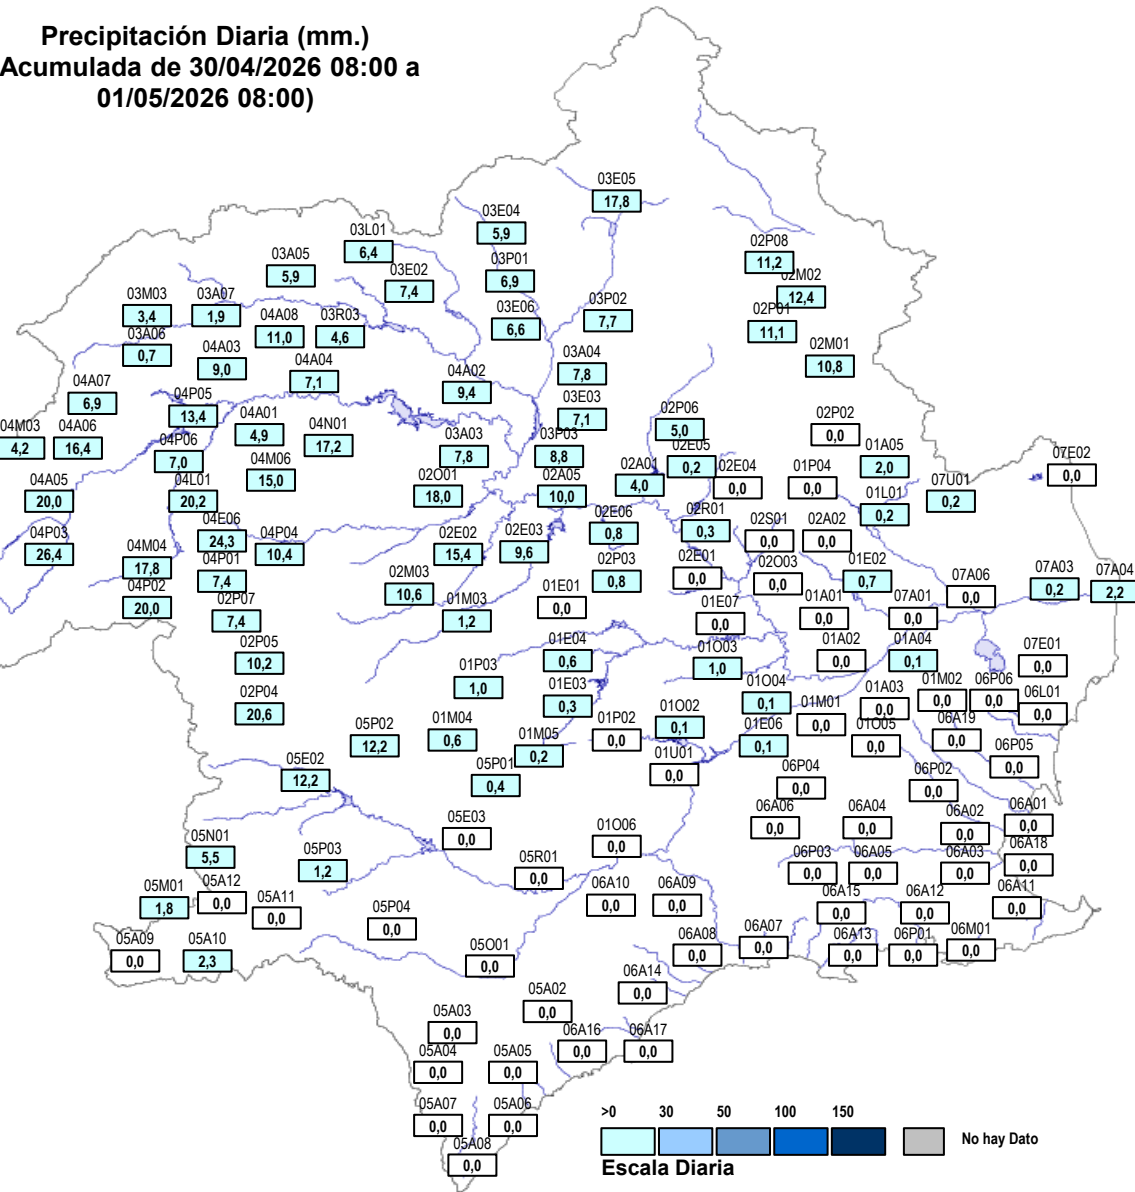 Precipitación Diaria (mm.)
Acumulada de 30/04/2026 08:00 a
01/05/2026 08:00)
03E05
17,8
03E04
5,9
03L01
6,4
02P08
11,2
03A05
5,9
03E02
7,4
03P01
6,9
02M02
12,4
03M03
3,4
03A07
1,9
04A08
11,0
03R03
4,6
03E06
6,6
03P02
7,7
02P01
11,1
03A06
0,7
04A03
9,0
04A04
7,1
03A04
7,8
02M01
10,8
04A07
6,9
04P05
13,4
04A02
9,4
03E03
7,1
04M03
4,2
04A06
16,4
04A01
4,9
04N01
17,2
02P06
5,0
02P02
0,0
04P06
7,0
03A03
7,8
03P03
8,8
02E05
0,2
01A05
2,0
07E02
0,0
04A05
20,0
04L01
20,2
04M06
15,0
02O01
18,0
02A05
10,0
02A01
4,0
02E04
0,0
01P04
0,0
01L01
0,2
07U01
0,2
04P03
26,4
04E06
24,3
04P04
10,4
02E02
15,4
02E03
9,6
02E06
0,8
02R01
0,3
02S01
0,0
02A02
0,0
04M04
17,8
04P01
7,4
02M03
10,6
02P03
0,8
02E01
0,0
02O03
0,0
01E02
0,7
07A06
0,0
07A03
0,2
07A04
2,2
04P02
20,0
02P07
7,4
01M03
1,2
01E01
0,0
01E07
0,0
01A01
0,0
07A01
0,0
02P05
10,2
01P03
1,0
01E04
0,6
01O03
1,0
01A02
0,0
01A04
0,1
07E01
0,0
02P04
20,6
01E03
0,3
01O04
0,1
01A03
0,0
01M02
0,0
06P06
0,0
06L01
0,0
05P02
12,2
01M04
0,6
01M05
0,2
01P02
0,0
01O02
0,1
01E06
0,1
01M01
0,0
01O05
0,0
06A19
0,0
05E02
12,2
05P01
0,4
01U01
0,0
06P04
0,0
06P02
0,0
06P05
0,0
05E03
0,0
01O06
0,0
06A06
0,0
06A04
0,0
06A02
0,0
06A01
0,0
05N01
5,5
05P03
1,2
05R01
0,0
06P03
0,0
06A05
0,0
06A03
0,0
06A18
0,0
05M01
1,8
05A12
0,0
05A11
0,0
05P04
0,0
06A10
0,0
06A09
0,0
06A15
0,0
06A12
0,0
06A11
0,0
05A09
0,0
05A10
2,3
05O01
0,0
06A08
0,0
06A07
0,0
06A13
0,0
06P01
0,0
06M01
0,0
06A14
0,0
05A03
0,0
05A02
0,0
06A16
0,0
06A17
0,0
05A04
0,0
05A05
0,0
05A07
0,0
05A06
0,0
05A08
0,0
>0 30 50 100 150
No hay Dato
Escala Diaria